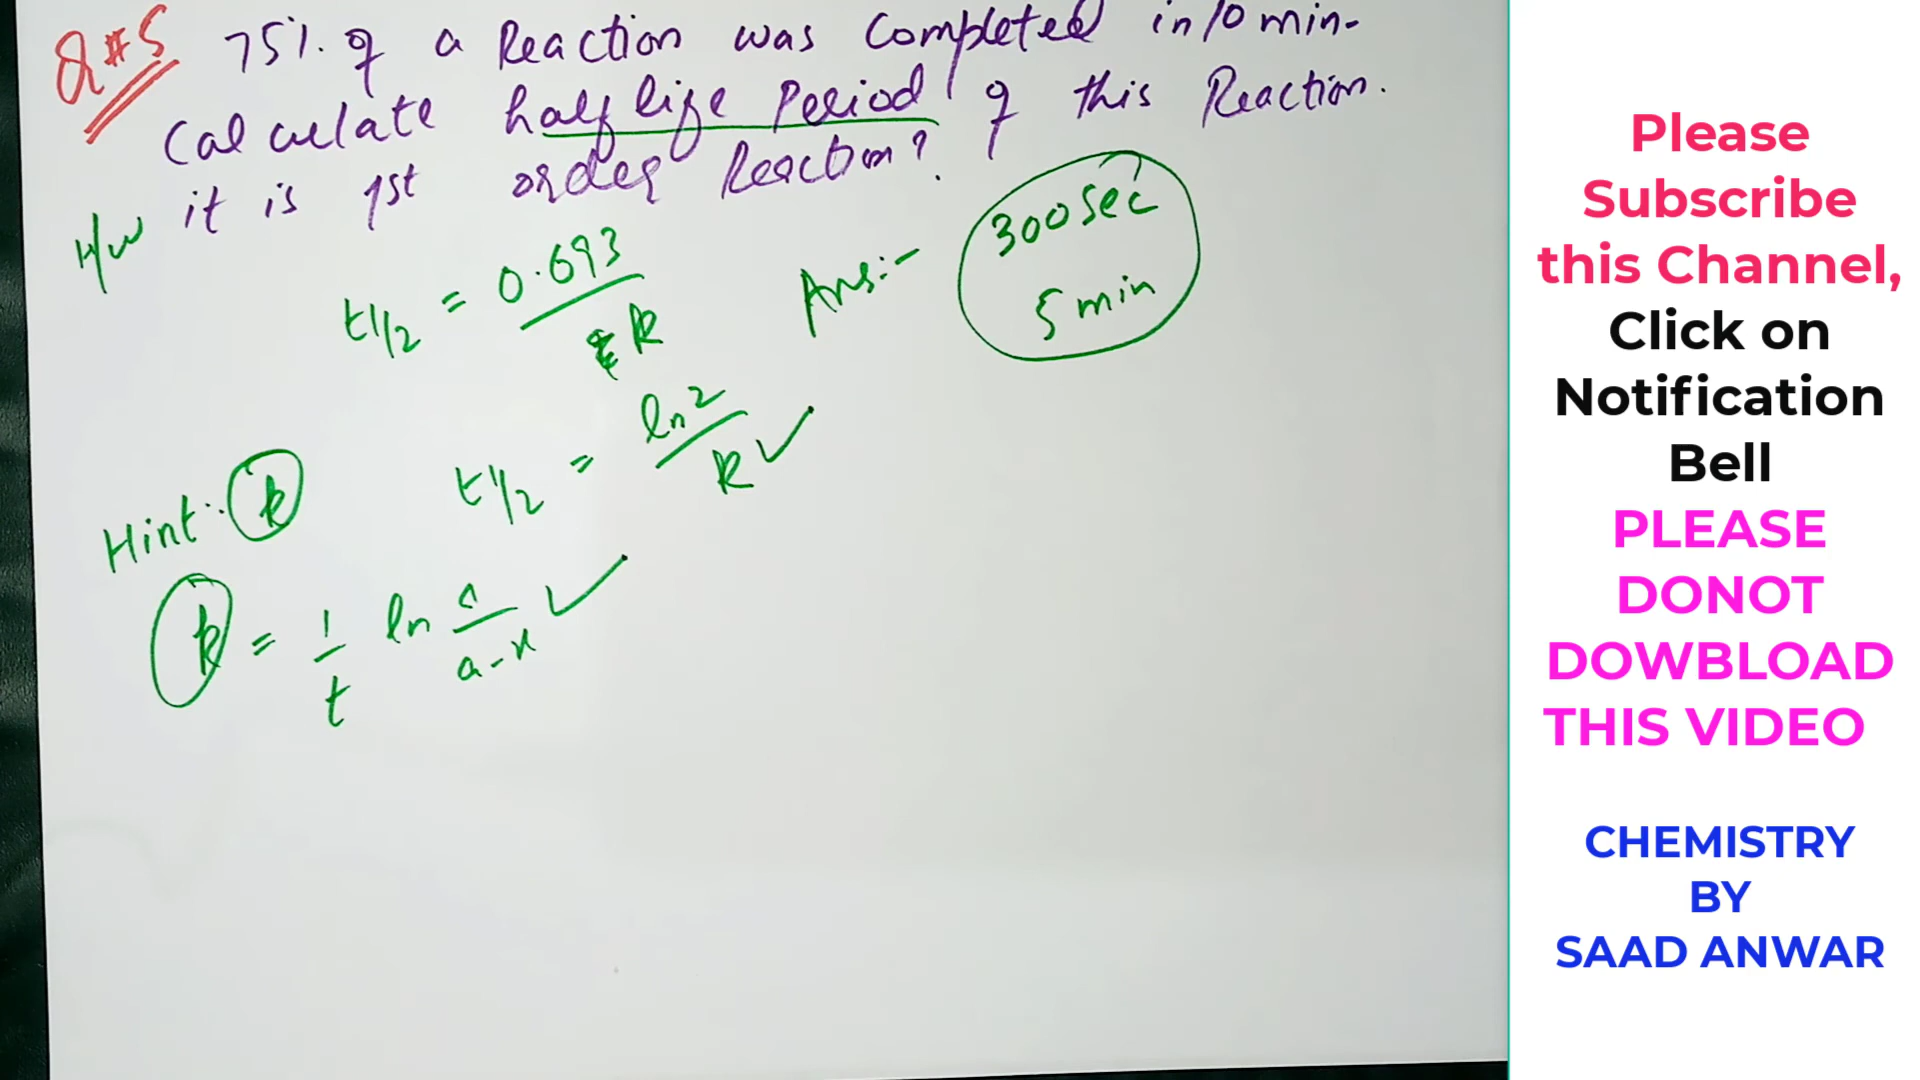 Q#5 75% of a Reaction was Completed in 10 min.
Calculate half life Period of this Reaction.
it is 1st order Reaction?
H/W
t1/2 = 0.693 / k
Ans:- 300 sec
5 min
t1/2 = ln2 / k
Hint: k
k = 1/t ln a/a-x
Please
Subscribe
this Channel,
Click on
Notification
Bell
PLEASE
DONOT
DOWBLOAD
THIS VIDEO
CHEMISTRY
BY
SAAD ANWAR